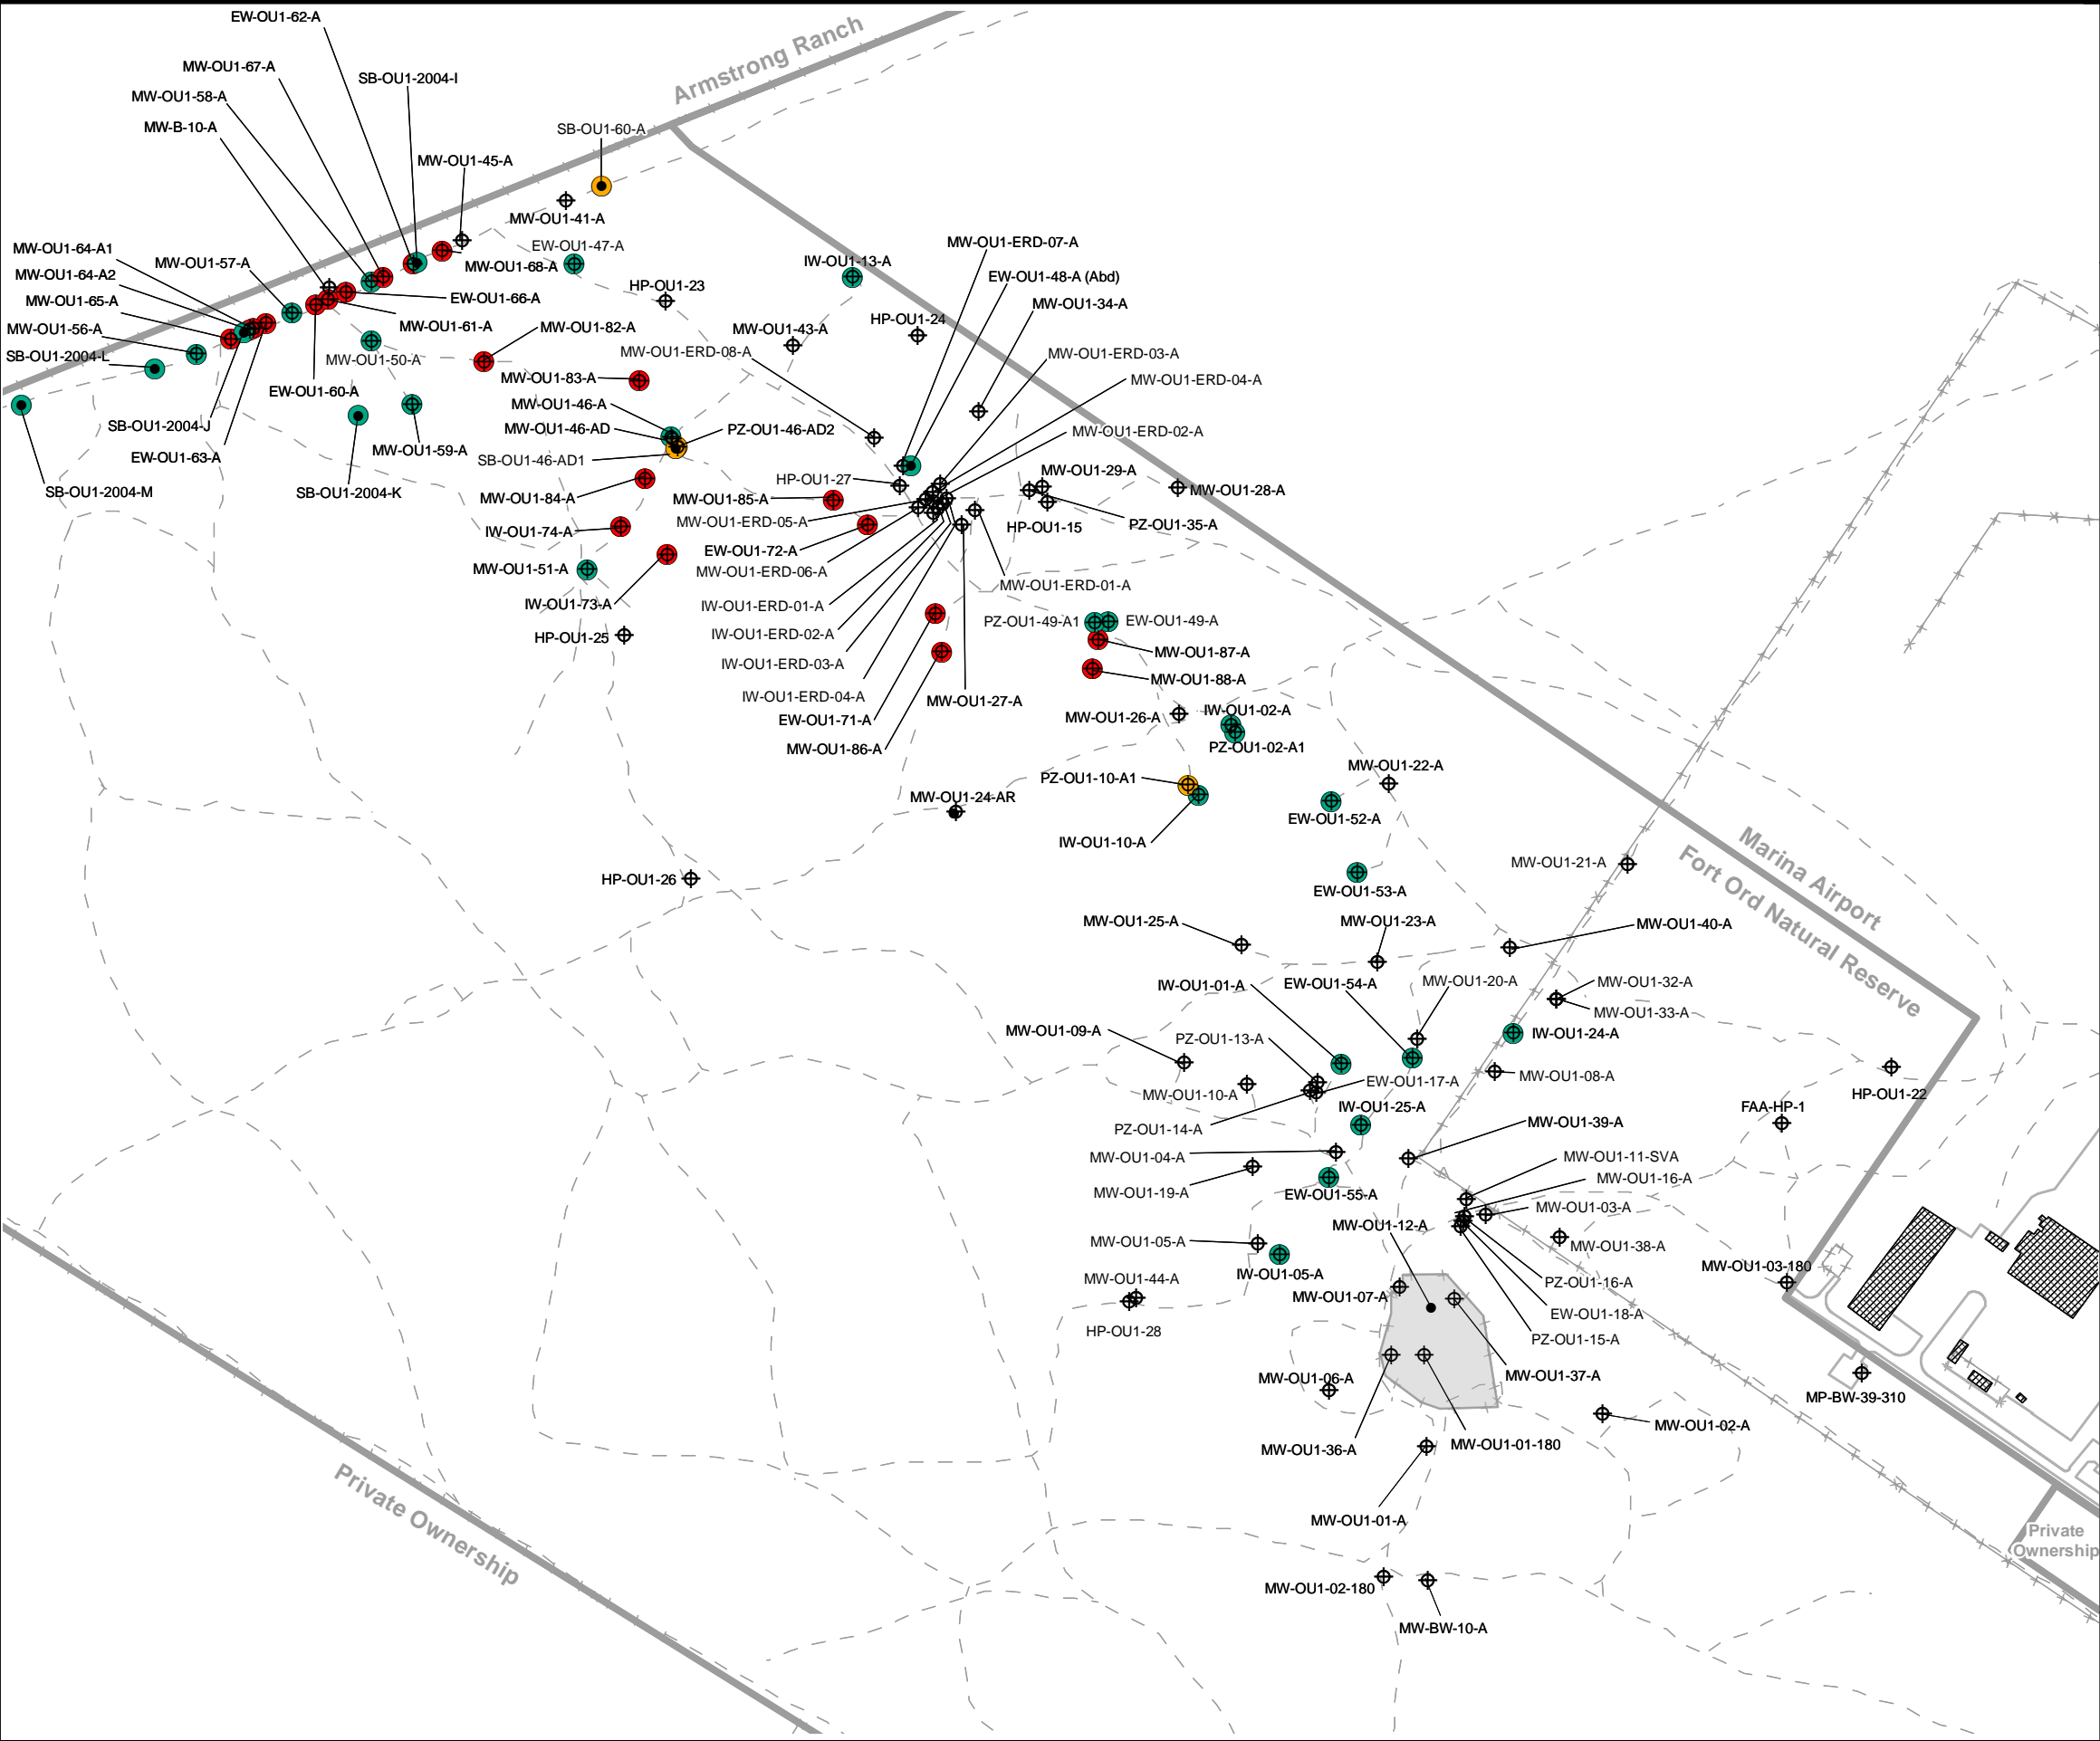 EW-OU1-62-A
Armstrong Ranch
MW-OU1-67-A
SB-OU1-2004-I
MW-OU1-58-A
MW-B-10-A
SB-OU1-60-A
MW-OU1-45-A
MW-OU1-41-A
MW-OU1-64-A1
MW-OU1-57-A
EW-OU1-47-A
MW-OU1-ERD-07-A
MW-OU1-64-A2
MW-OU1-68-A
IW-OU1-13-A
EW-OU1-48-A (Abd)
MW-OU1-65-A
EW-OU1-66-A
HP-OU1-23
MW-OU1-34-A
MW-OU1-56-A
MW-OU1-61-A
MW-OU1-82-A
MW-OU1-43-A
HP-OU1-24
SB-OU1-2004-L
MW-OU1-50-A
MW-OU1-ERD-08-A
MW-OU1-ERD-03-A
EW-OU1-60-A
MW-OU1-83-A
MW-OU1-ERD-04-A
MW-OU1-46-A
SB-OU1-2004-J
MW-OU1-46-AD
PZ-OU1-46-AD2
MW-OU1-ERD-02-A
EW-OU1-63-A
MW-OU1-59-A
SB-OU1-46-AD1
MW-OU1-29-A
SB-OU1-2004-M
SB-OU1-2004-K
MW-OU1-84-A
HP-OU1-27
MW-OU1-28-A
MW-OU1-85-A
MW-OU1-ERD-05-A
HP-OU1-15
PZ-OU1-35-A
IW-OU1-74-A
EW-OU1-72-A
MW-OU1-51-A
MW-OU1-ERD-06-A
MW-OU1-ERD-01-A
IW-OU1-73-A
IW-OU1-ERD-01-A
PZ-OU1-49-A1
EW-OU1-49-A
HP-OU1-25
IW-OU1-ERD-02-A
MW-OU1-87-A
IW-OU1-ERD-03-A
MW-OU1-88-A
IW-OU1-ERD-04-A
MW-OU1-27-A
EW-OU1-71-A
MW-OU1-26-A
IW-OU1-02-A
MW-OU1-86-A
PZ-OU1-02-A1
PZ-OU1-10-A1
MW-OU1-22-A
MW-OU1-24-AR
EW-OU1-52-A
IW-OU1-10-A
Marina Airport
Fort Ord Natural Reserve
MW-OU1-21-A
HP-OU1-26
EW-OU1-53-A
MW-OU1-25-A
MW-OU1-23-A
MW-OU1-40-A
IW-OU1-01-A
EW-OU1-54-A
MW-OU1-20-A
MW-OU1-32-A
MW-OU1-33-A
MW-OU1-09-A
PZ-OU1-13-A
IW-OU1-24-A
EW-OU1-17-A
MW-OU1-08-A
MW-OU1-10-A
HP-OU1-22
IW-OU1-25-A
FAA-HP-1
PZ-OU1-14-A
MW-OU1-39-A
MW-OU1-04-A
MW-OU1-11-SVA
MW-OU1-19-A
EW-OU1-55-A
MW-OU1-16-A
MW-OU1-12-A
MW-OU1-03-A
MW-OU1-05-A
MW-OU1-38-A
MW-OU1-03-180
MW-OU1-44-A
IW-OU1-05-A
PZ-OU1-16-A
MW-OU1-07-A
EW-OU1-18-A
HP-OU1-28
PZ-OU1-15-A
MW-OU1-06-A
MW-OU1-37-A
MP-BW-39-310
MW-OU1-02-A
MW-OU1-36-A
MW-OU1-01-180
Private Ownership
MW-OU1-01-A
Private
Ownership
MW-OU1-02-180
MW-BW-10-A